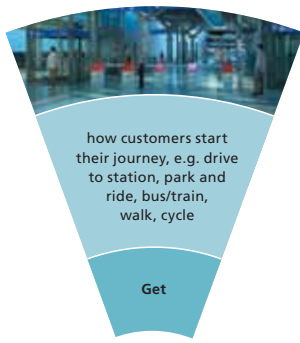 how customers start
their journey, e.g. drive
to station, park and
ride, bus/train,
walk, cycle
Get